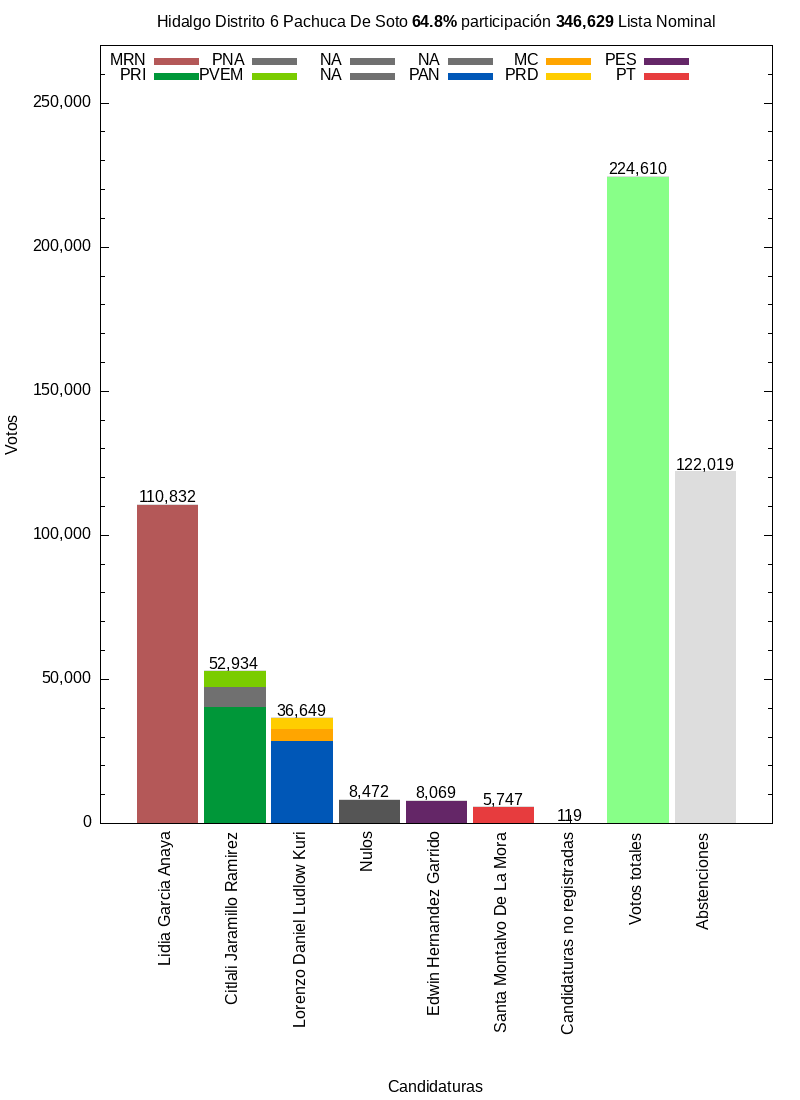 Hidalgo Distrito 6 Pachuca De Soto 64.8% participación 346,629 Lista Nominal
MRN PNA NA NA MC PES
PRI PVEM NA PAN PRD PT
250,000
224,610
200,000
150,000
Votos
122,019
110,832
100,000
52,934
50,000
36,649
8,472
8,069
5,747
119
0
Lidia Garcia Anaya
Citlali Jaramillo Ramirez
Lorenzo Daniel Ludlow Kuri
Nulos
Edwin Hernandez Garrido
Santa Montalvo De La Mora
Candidaturas no registradas
Votos totales
Abstenciones
Candidaturas